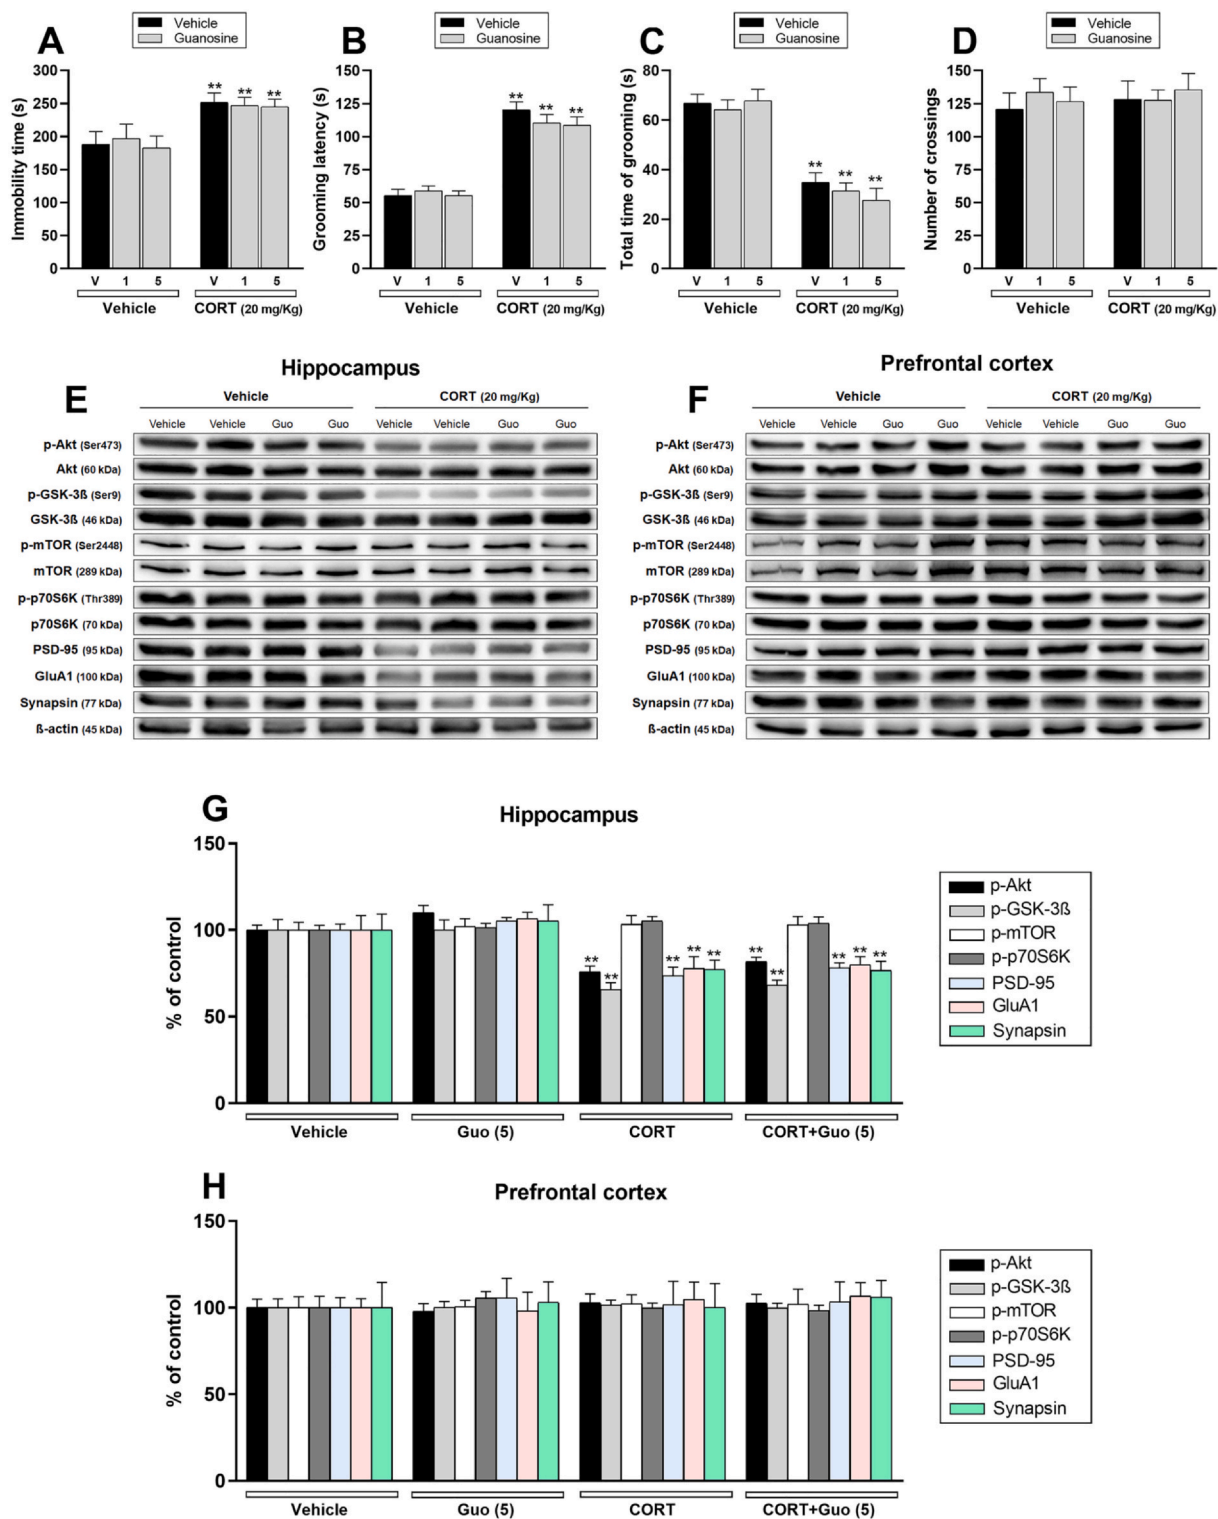 A
Vehicle
Guanosine
Immobility time (s)
300
250
200
150
100
50
0
** ** **
V 1 5 V 1 5
Vehicle CORT (20 mg/Kg)
B
Vehicle
Guanosine
Grooming latency (s)
150
125
100
75
50
25
0
** ** **
V 1 5 V 1 5
Vehicle CORT (20 mg/Kg)
C
Vehicle
Guanosine
Total time of grooming (s)
80
60
40
20
0
** ** **
V 1 5 V 1 5
Vehicle CORT (20 mg/Kg)
D
Vehicle
Guanosine
Number of crossings
150
125
100
75
50
25
0
V 1 5 V 1 5
Vehicle CORT (20 mg/Kg)
Hippocampus
E
Vehicle CORT (20 mg/Kg)
Vehicle Vehicle Guo Guo Vehicle Vehicle Guo Guo
p-Akt (Ser473)
Akt (60 kDa)
p-GSK-3ß (Ser9)
GSK-3ß (46 kDa)
p-mTOR (Ser2448)
mTOR (289 kDa)
p-p70S6K (Thr389)
p70S6K (70 kDa)
PSD-95 (95 kDa)
GluA1 (100 kDa)
Synapsin (77 kDa)
ß-actin (45 kDa)
Prefrontal cortex
F
Vehicle CORT (20 mg/Kg)
Vehicle Vehicle Guo Guo Vehicle Vehicle Guo Guo
p-Akt (Ser473)
Akt (60 kDa)
p-GSK-3ß (Ser9)
GSK-3ß (46 kDa)
p-mTOR (Ser2448)
mTOR (289 kDa)
p-p70S6K (Thr389)
p70S6K (70 kDa)
PSD-95 (95 kDa)
GluA1 (100 kDa)
Synapsin (77 kDa)
ß-actin (45 kDa)
G
Hippocampus
% of control
150
100
50
0
** ** ** ** ** ** ** ** ** **
Vehicle Guo (5) CORT CORT+Guo (5)
p-Akt
p-GSK-3ß
p-mTOR
p-p70S6K
PSD-95
GluA1
Synapsin
H
Prefrontal cortex
% of control
150
100
50
0
Vehicle Guo (5) CORT CORT+Guo (5)
p-Akt
p-GSK-3ß
p-mTOR
p-p70S6K
PSD-95
GluA1
Synapsin